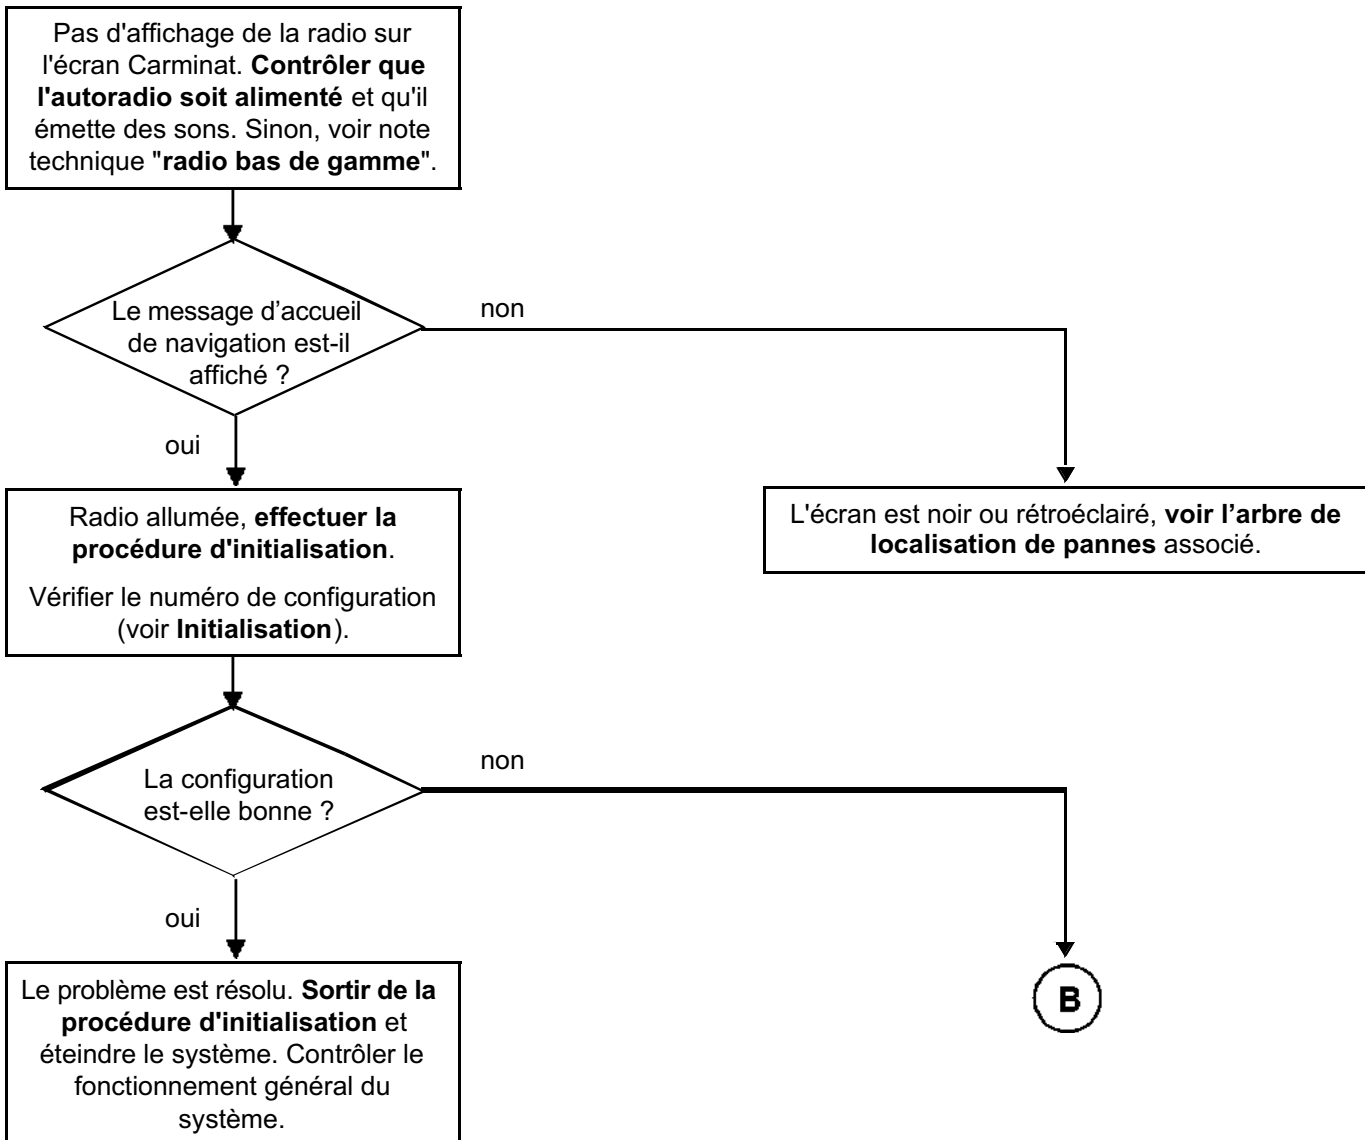 Pas d'affichage de la radio sur
l'écran Carminat. Contrôler que
l'autoradio soit alimenté et qu'il
émette des sons. Sinon, voir note
technique "radio bas de gamme".
Le message d’accueil
de navigation est-il
affiché ?
non
oui
Radio allumée, effectuer la
procédure d'initialisation.
Vérifier le numéro de configuration
(voir Initialisation).
L'écran est noir ou rétroéclairé, voir l’arbre de
localisation de pannes associé.
La configuration
est-elle bonne ?
non
oui
Le problème est résolu. Sortir de la
procédure d'initialisation et
éteindre le système. Contrôler le
fonctionnement général du
système.
B